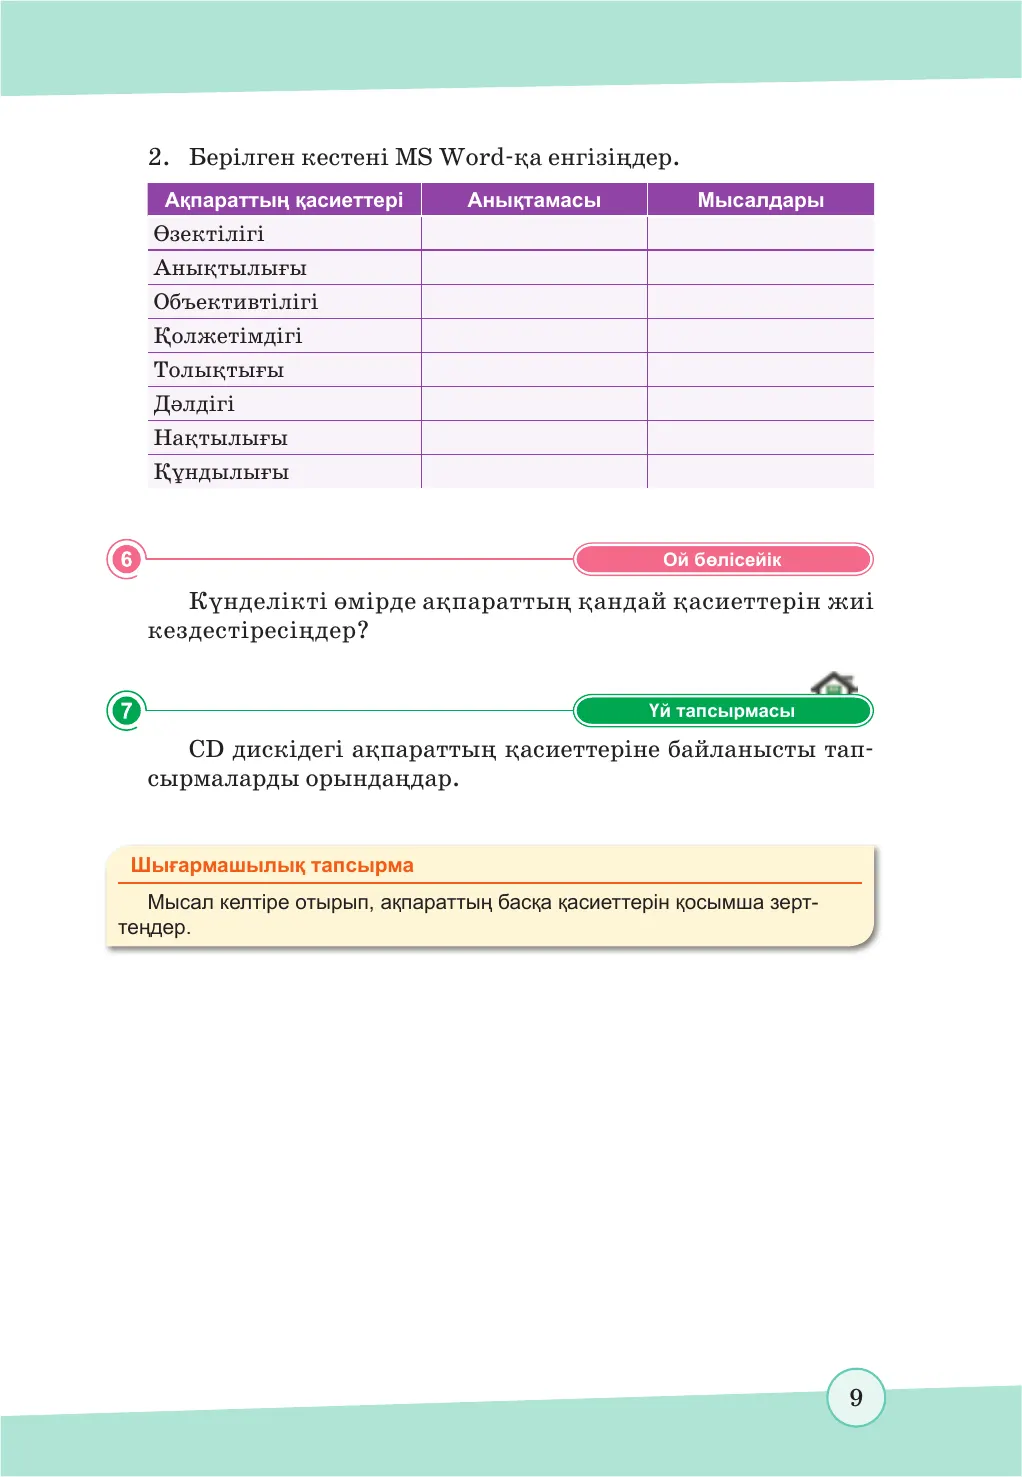 2. Берілген кестені MS Word-қа енгізіңдер.
Ақпараттың қасиеттері Анықтамасы Мысалдары
Өзектілігі
Анықтылығы
Объективтілігі
Қолжетімдігі
Толықтығы
Дәлдігі
Нақтылығы
Құндылығы
6 Ой бөлісейік
Күнделікті өмірде ақпараттың қандай қасиеттерін жиі
кездестіресіңдер?
7 Үй тапсырмасы
CD дискідегі ақпараттың қасиеттеріне байланысты тап-
сырмаларды орындаңдар.
Шығармашылық тапсырма
Мысал келтіре отырып, ақпараттың басқа қасиеттерін қосымша зерт-
теңдер.
9